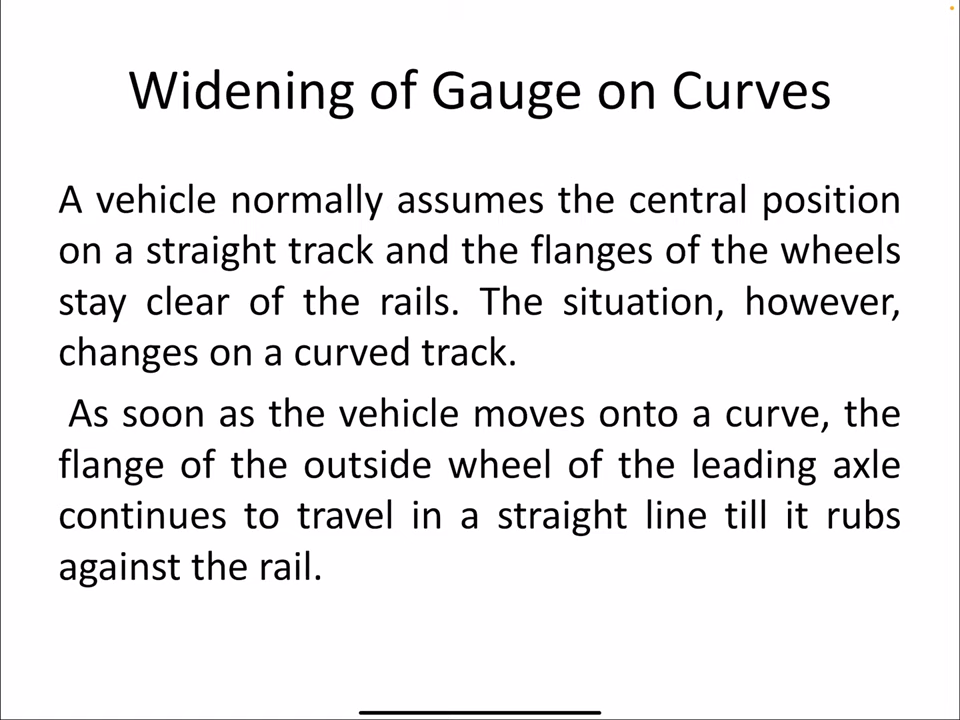 Widening of Gauge on Curves
A vehicle normally assumes the central position
on a straight track and the flanges of the wheels
stay clear of the rails. The situation, however,
changes on a curved track.
As soon as the vehicle moves onto a curve, the
flange of the outside wheel of the leading axle
continues to travel in a straight line till it rubs
against the rail.